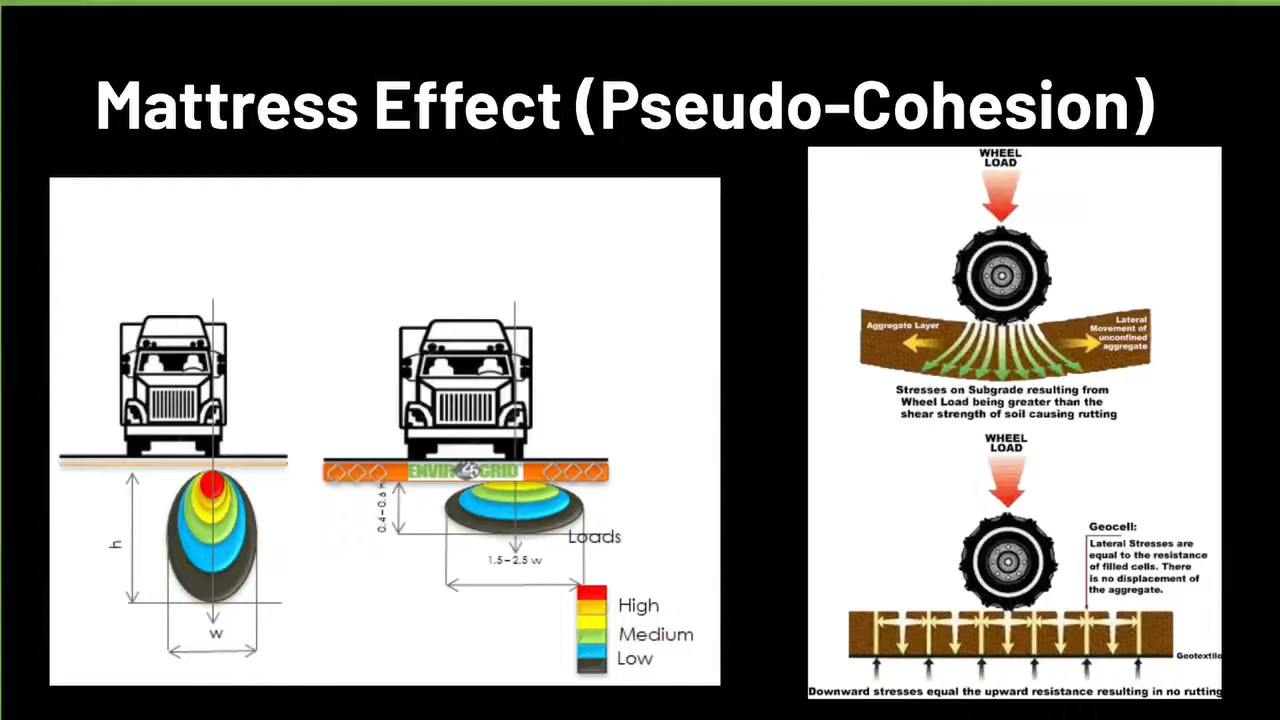 Mattress Effect (Pseudo-Cohesion)
ENVIROGRID
h
w
0.4-0.6 H
1.5-2.5 w
Loads
High
Medium
Low
WHEEL
LOAD
Aggregate Layer
Lateral
Movement of
unconfined
aggregate
Stresses on Subgrade resulting from
Wheel Load being greater than the
shear strength of soil causing rutting
WHEEL
LOAD
Geocell:
Lateral Stresses are
equal to the resistance
of filled cells. There
is no displacement of
the aggregate.
Geotextile
Downward stresses equal the upward resistance resulting in no rutting